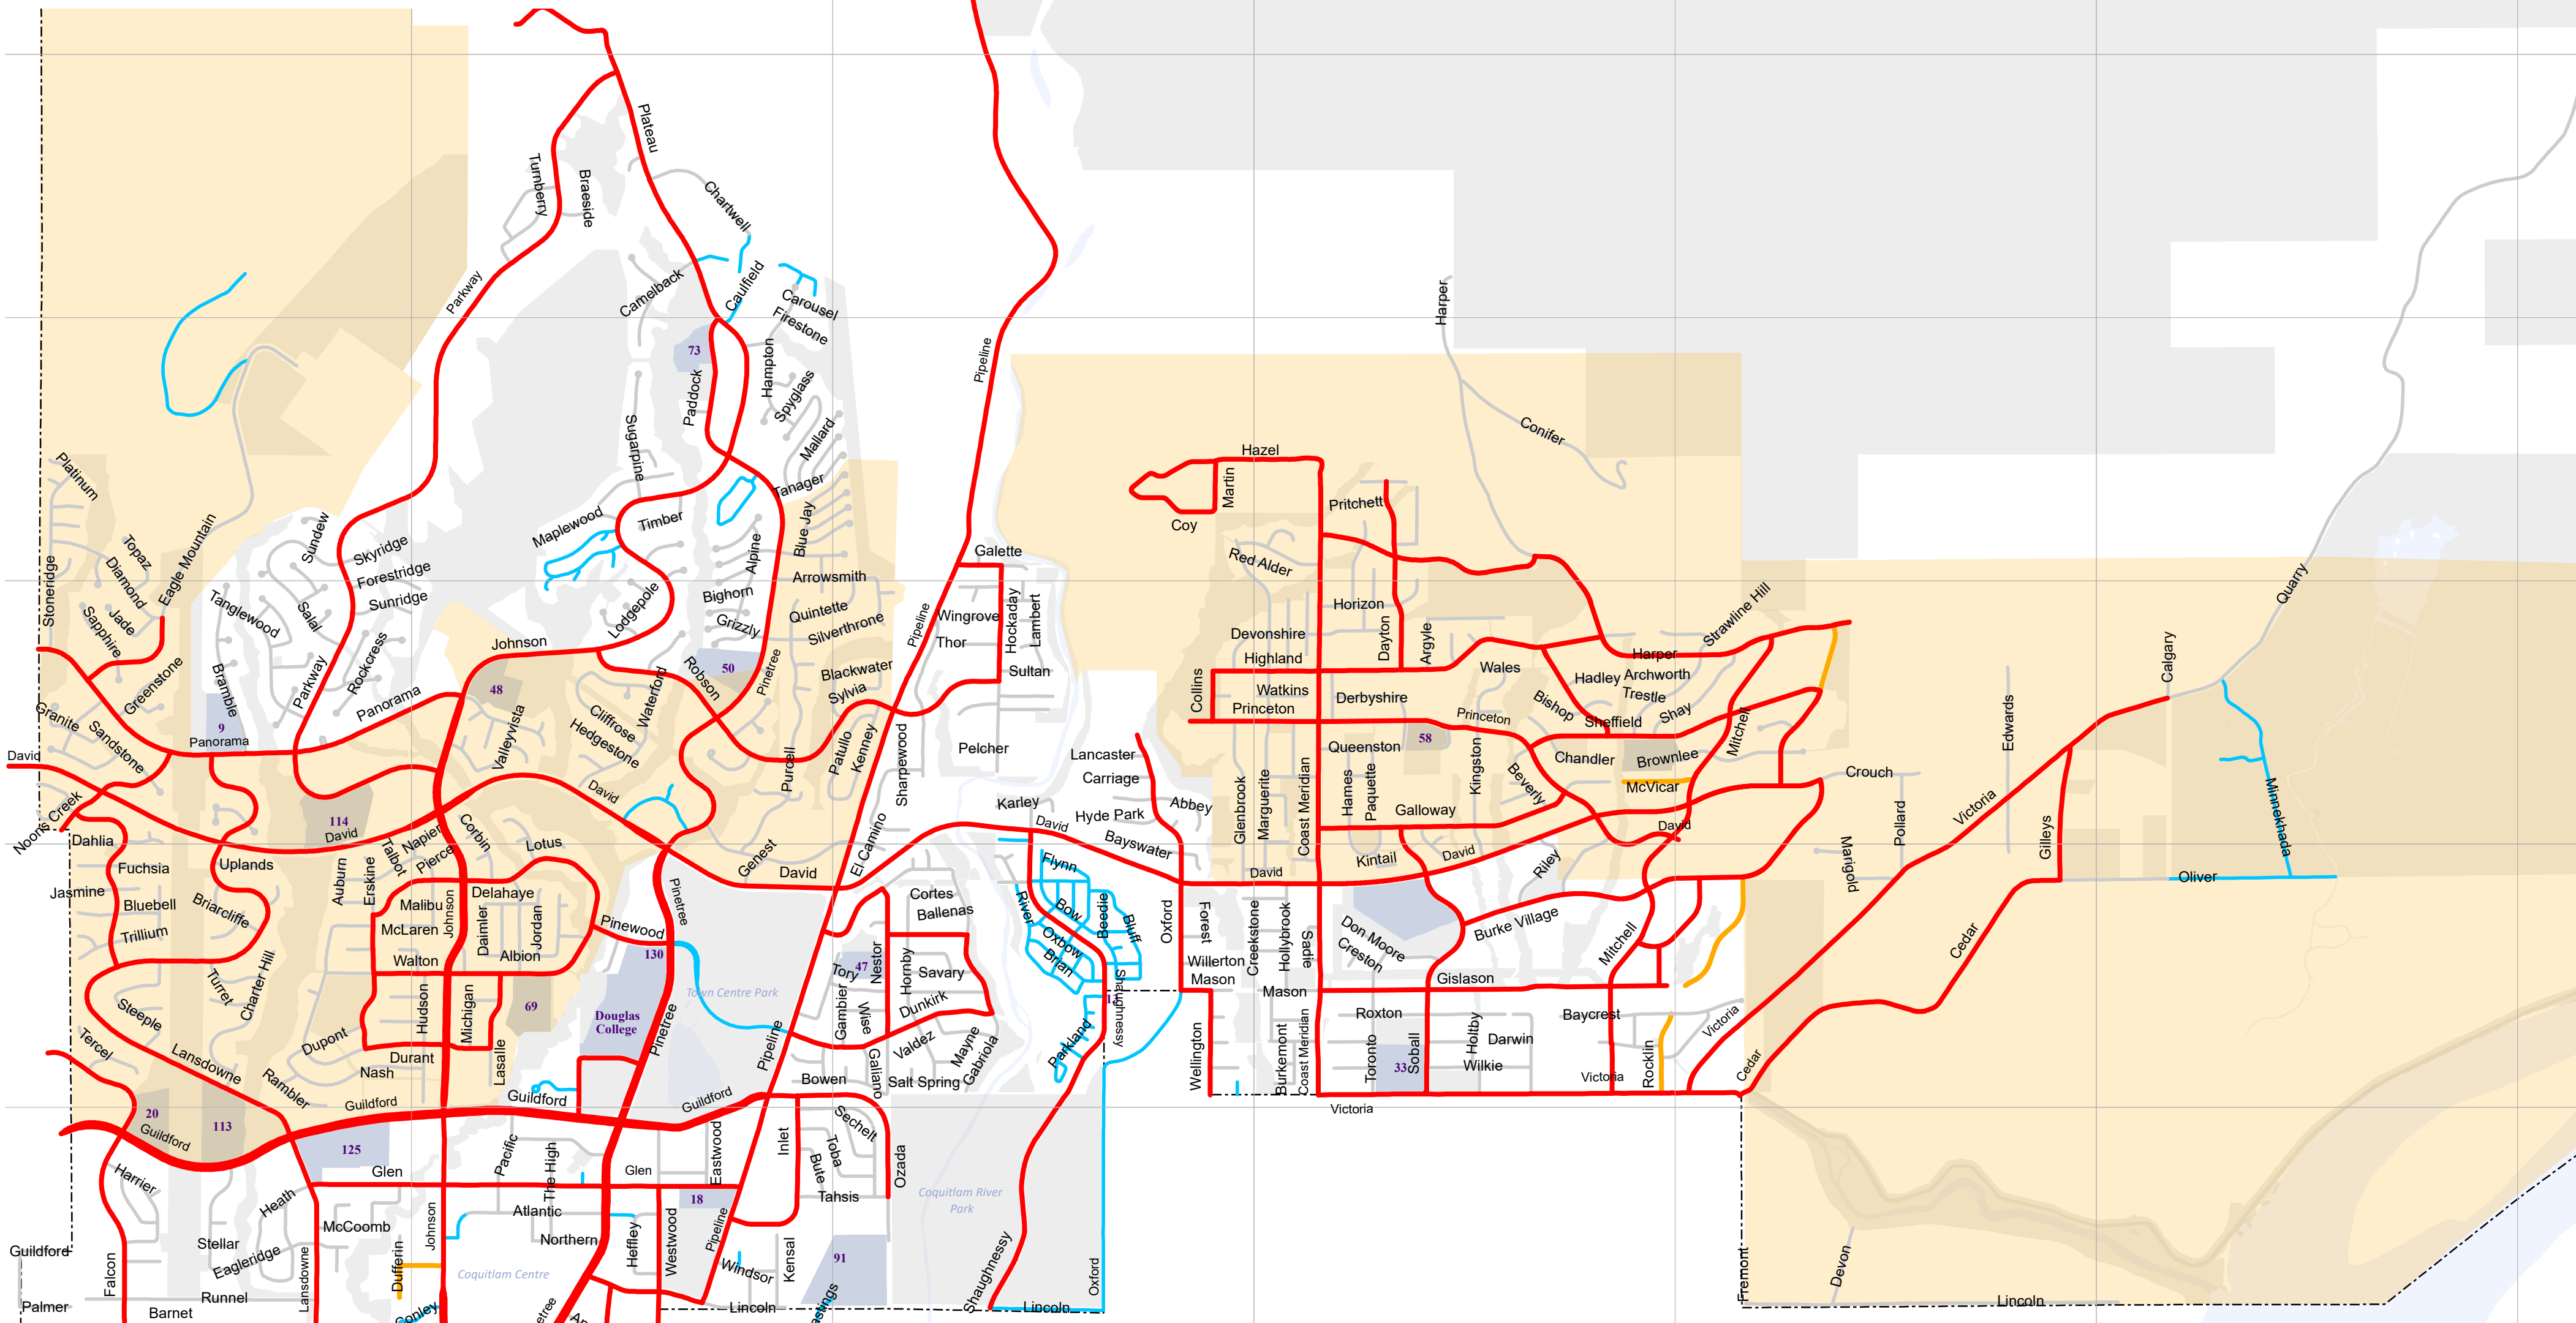 Plateau
Turnberry
Braeside
Chartwell
Parkway
Camelback
Caulfield
Carousel
Firestone
Harper
73
Hampton
Pipeline
Paddock
Spyglass
Sugarpine
Mallard
Conifer
Platinum
Hazel
Martin
Tanager
Pritchett
Coy
Maplewood
Timber
Blue Jay
Sundew
Skyridge
Topaz
Diamond
Eagle Mountain
Alpine
Galette
Red Alder
Stoneridge
Forestridge
Arrowsmith
Quarry
Jade
Sapphire
Tanglewood
Salal
Sunridge
Lodgepole
Bighorn
Quintette
Wingrove
Hockaday
Lambert
Horizon
Strawline Hill
Grizzly
Silverthrone
Pipeline
Thor
Devonshire
Dayton
Argyle
Johnson
Highland
Harper
Calgary
Greenstone
Bramble
Parkway
Rockcress
Robson
50
Pinetree
Blackwater
Sultan
Wales
Hadley
Archworth
48
Panorama
Waterford
Sylvia
Collins
Watkins
Derbyshire
Trestle
Granite
Sandstone
9
Cliffrose
Princeton
Princeton
Bishop
Shay
Sheffield
Mitchell
Edwards
Panorama
Valleyvista
Hedgestone
Patullo
Kenney
Sharpewood
Pelcher
Lancaster
Queenston
58
David
Purcell
Carriage
Kingston
Chandler
Brownlee
Crouch
David
Karley
Abbey
Glenbrook
Marguerite
Coast Meridian
Hames
Paquette
Beverly
McVicar
Victoria
Minnekhada
Noon's Creek
114
David
Napier
Corbin
El Camino
David
Hyde Park
Galloway
David
Pollard
Gilleys
Dahlia
Talbot
Pierce
Lotus
Bayswater
Fuchsia
Uplands
Auburn
Erskine
Genest
David
Flynn
David
Kintail
David
Riley
Marigold
Oliver
Jasmine
Bluebell
Briarcliffe
Malibu
Johnson
Delahaye
Daimler
Jordan
Pinetree
Cortes
Ballenas
River
Bow
Beedie
Bluff
Oxford
Forest
Creekstone
Hollybrook
Sadie
Don Moore
Burke Village
Trillium
McLaren
Pinewood
Walton
Albion
130
Tory
47
Nestor
Hornby
Savary
Oxbow
Brian
Willerton
Mason
Mason
Creston
Gislason
Mitchell
Cedar
Turret
Charter Hill
Town Centre Park
Shaughnessy
Steeple
Hudson
Michigan
69
Douglas
College
Pinetree
Gambier
Wise
Dunkirk
Roxton
Baycrest
Victoria
Tercel
Dupont
Pipeline
Valdez
Mayne
Gabriola
Parkland
Wellington
Burkemont
Coast Meridian
Toronto
Soball
Holtby
Darwin
Lansdowne
Durant
Lasalle
Galiano
33
Wilkie
Cedar
Rambler
Nash
Bowen
Salt Spring
Victoria
Rocklin
Guildford
Guildford
Guildford
Victoria
20
113
Guildford
125
Sechelt
Harrier
Pacific
The High
Eastwood
Inlet
Toba
Bute
Ozada
Glen
Glen
18
Tahsis
Coquitlam River
Park
Heath
McCoomb
Johnson
Atlantic
Westwood
Pipeline
Guildford
Stellar
Eagleridge
Northern
Heffley
Windsor
Kensal
91
Shaughnessy
Falcon
Lansdowne
Dufferin
Coquitlam Centre
Oxford
Fremont
Devon
Palmer
Runnel
Barnet
Lincoln
Lincoln
Lincoln